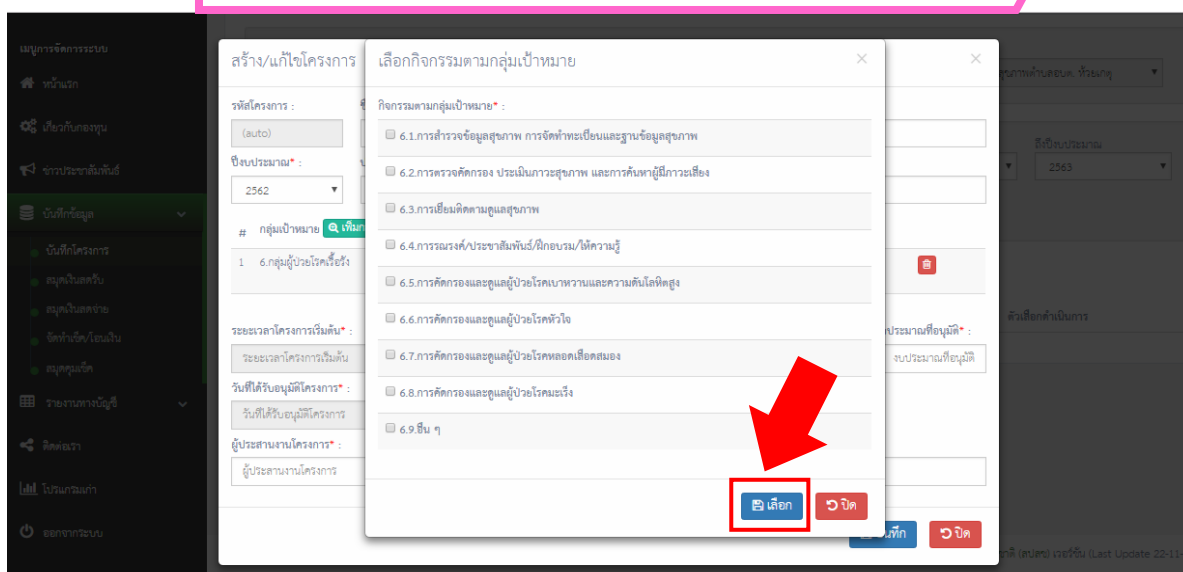 เมนูการจัดการระบบ
หน้าแรก
เกี่ยวกับกองทุน
ข่าวประชาสัมพันธ์
บันทึกข้อมูล
บันทึกโครงการ
สมุดเงินสดรับ
สมุดเงินสดจ่าย
จัดทำเช็ค/โอนเงิน
สมุดคุมเช็ค
รายงานทางบัญชี
ติดต่อเรา
โปรแกรมเก่า
ออกจากระบบ
สร้าง/แก้ไขโครงการ
×
รหัสโครงการ :
(auto)
ปีงบประมาณ* :
2562
# กลุ่มเป้าหมาย
1 6.กลุ่มผู้ป่วยโรคเรื้อรัง
ระยะเวลาโครงการเริ่มต้น* :
ระยะเวลาโครงการเริ่มต้น
วันที่ได้รับอนุมัติโครงการ* :
วันที่ได้รับอนุมัติโครงการ
ผู้ประสานงานโครงการ* :
ผู้ประสานงานโครงการ
ประมาณที่อนุมัติ* :
งบประมาณที่อนุมัติ
ปิด
เลือกกิจกรรมตามกลุ่มเป้าหมาย ×
กิจกรรมตามกลุ่มเป้าหมาย* :
6.1.การสำรวจข้อมูลสุขภาพ การจัดทำทะเบียนและฐานข้อมูลสุขภาพ
6.2.การตรวจคัดกรอง ประเมินภาวะสุขภาพ และการค้นหาผู้มีภาวะเสี่ยง
6.3.การเยี่ยมติดตามดูแลสุขภาพ
6.4.การรณรงค์/ประชาสัมพันธ์/ฝึกอบรม/ให้ความรู้
6.5.การคัดกรองและดูแลผู้ป่วยโรคเบาหวานและความดันโลหิตสูง
6.6.การคัดกรองและดูแลผู้ป่วยโรคหัวใจ
6.7.การคัดกรองและดูแลผู้ป่วยโรคหลอดเลือดสมอง
6.8.การคัดกรองและดูแลผู้ป่วยโรคมะเร็ง
6.9.อื่น ๆ
เลือก ปิด
ถึงปีงบประมาณ
2563
ตัวเลือกดำเนินการ
(สปสช) เวอร์ชั่น (Last Update 22-11-